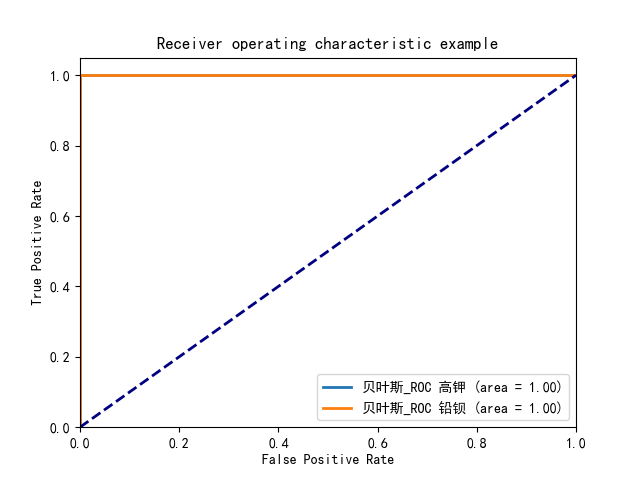 Receiver operating characteristic example
True Positive Rate
1.0
0.8
0.6
0.4
0.2
0.0
贝叶斯_ROC 高钾 (area = 1.00)
贝叶斯_ROC 铅钡 (area = 1.00)
0.0 0.2 0.4 0.6 0.8 1.0
False Positive Rate